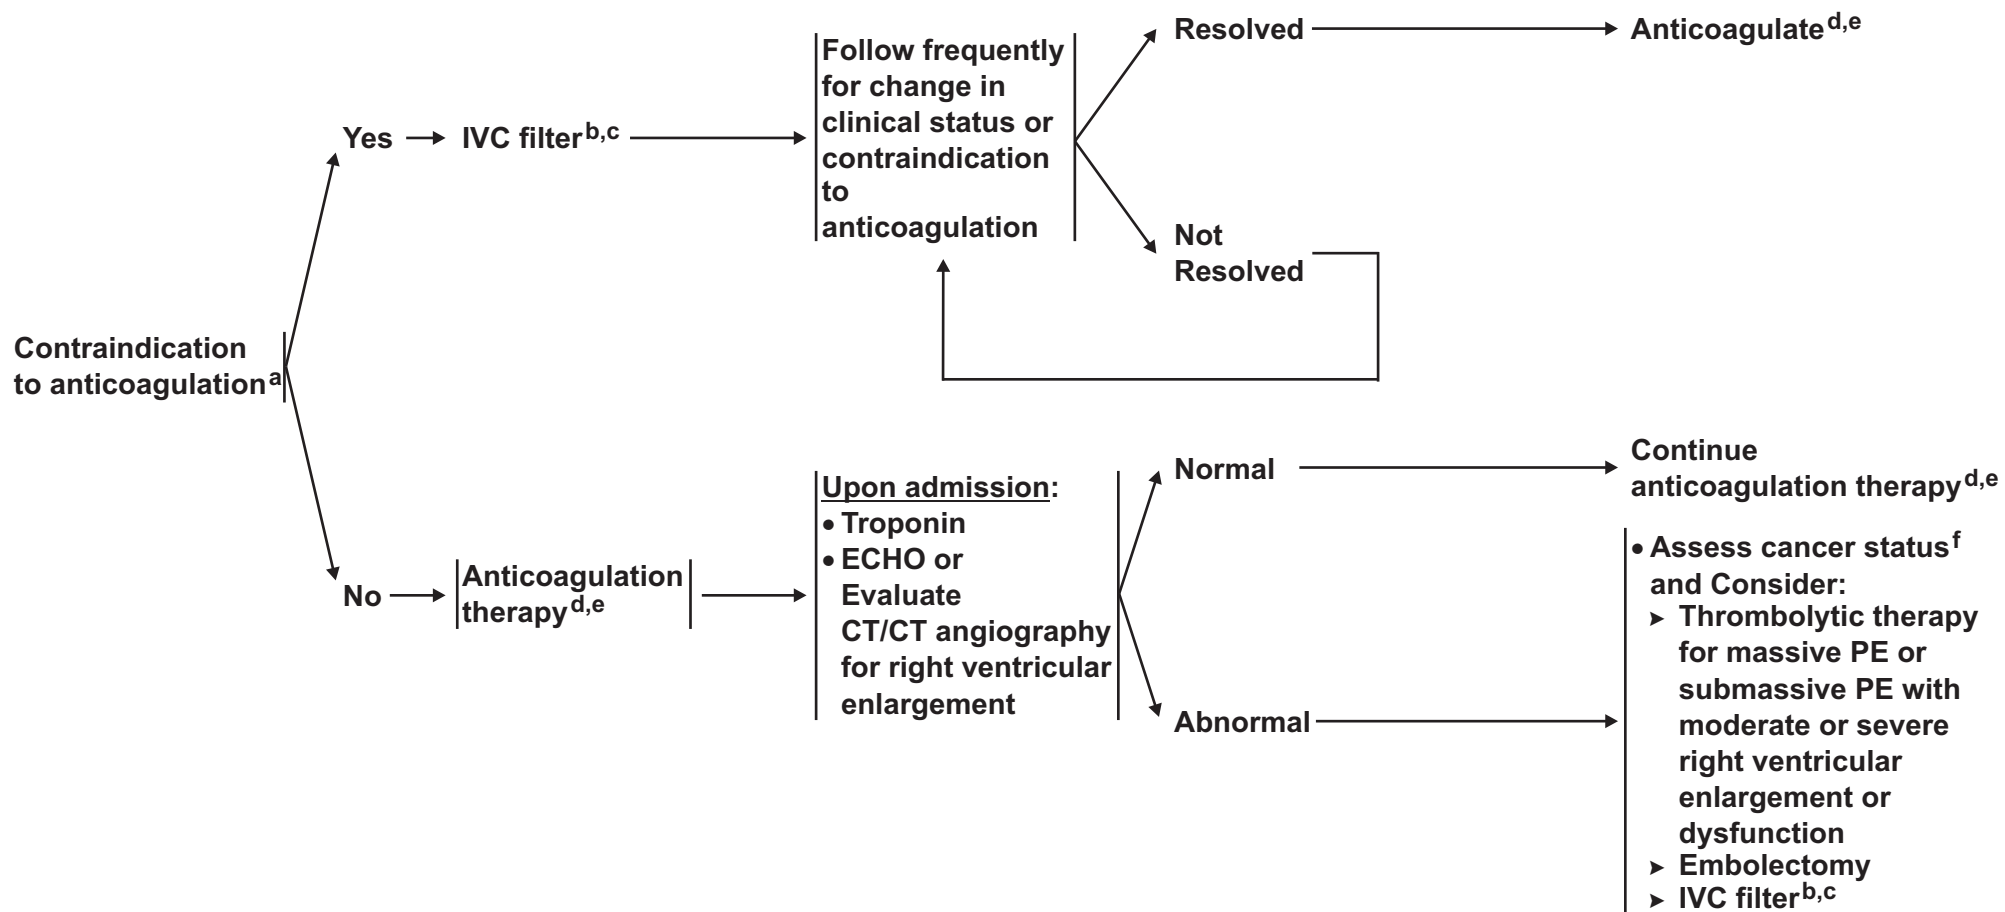 Contraindication
to anticoagulation a
Yes
IVC filter b,c
Follow frequently
for change in
clinical status or
contraindication
to
anticoagulation
Resolved
Anticoagulate d,e
Not
Resolved
No
Anticoagulation
therapy d,e
Upon admission:
• Troponin
• ECHO or
Evaluate
CT/CT angiography
for right ventricular
enlargement
Normal
Continue
anticoagulation therapy d,e
Abnormal
• Assess cancer status f
and Consider:
➤ Thrombolytic therapy
for massive PE or
submassive PE with
moderate or severe
right ventricular
enlargement or
dysfunction
➤ Embolectomy
➤ IVC filter b,c